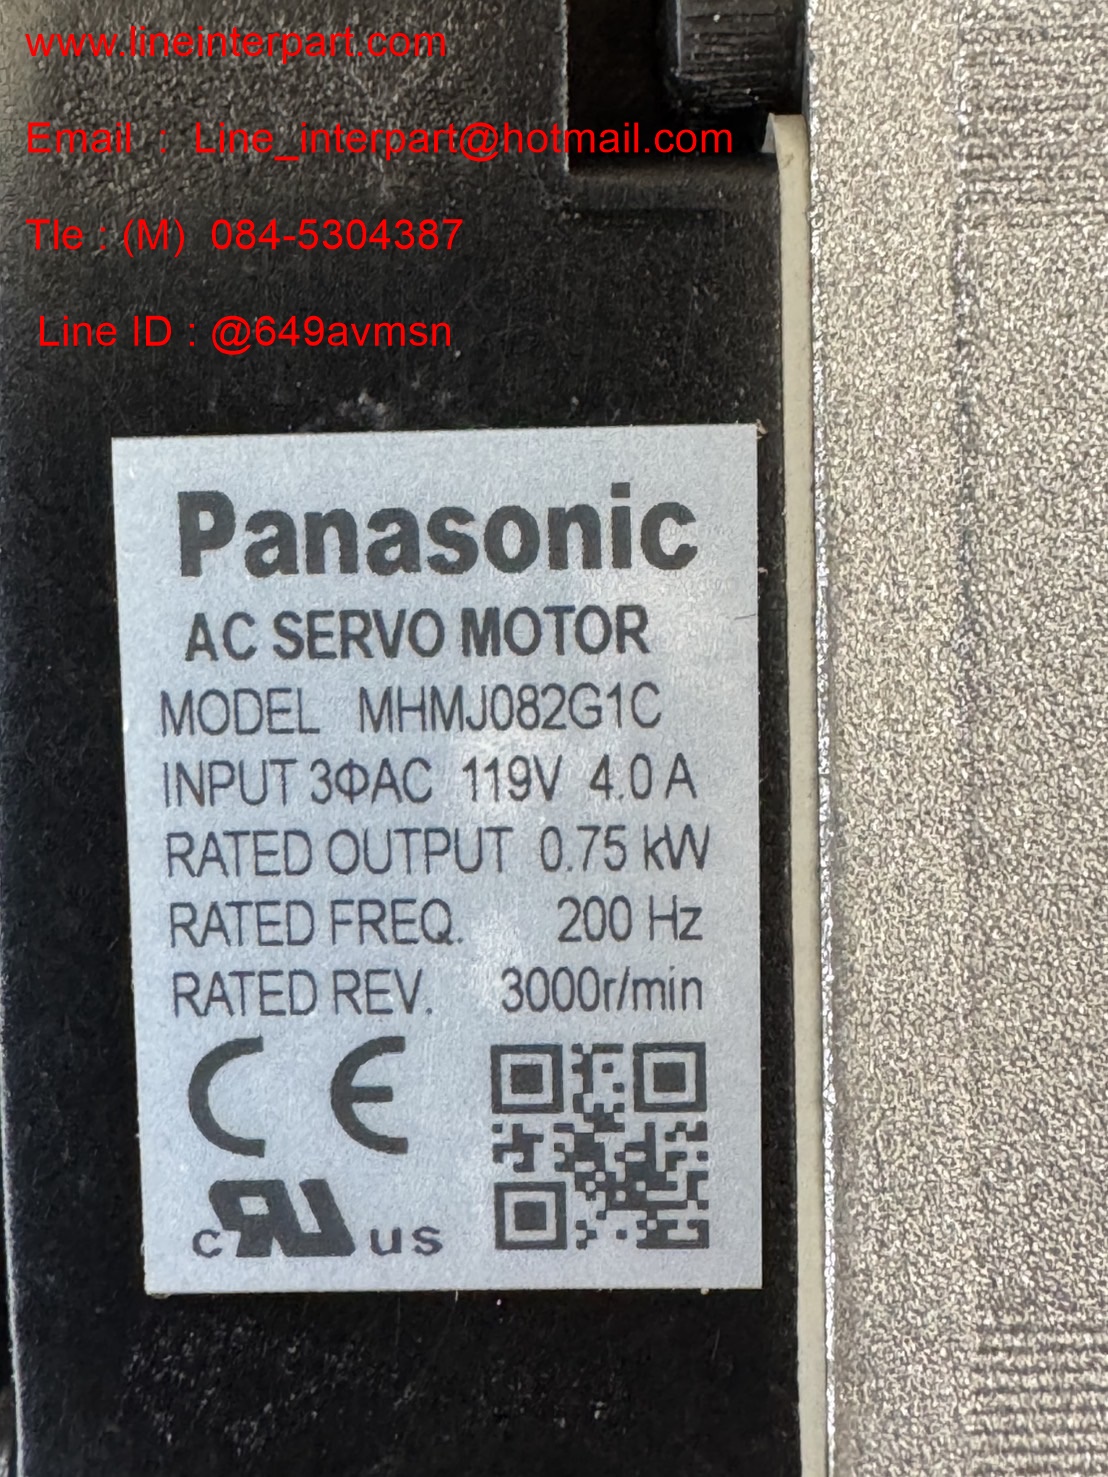 www.lineinterpart.com
Email : Line_interpart@hotmail.com
Tle : (M) 084-5304387
Line ID : @649avmsn
Panasonic
AC SERVO MOTOR
MODEL MHMJ082G1C
INPUT 3ΦAC 119V 4.0 A
RATED OUTPUT 0.75 kW
RATED FREQ. 200 Hz
RATED REV. 3000r/min
CE
c RU us